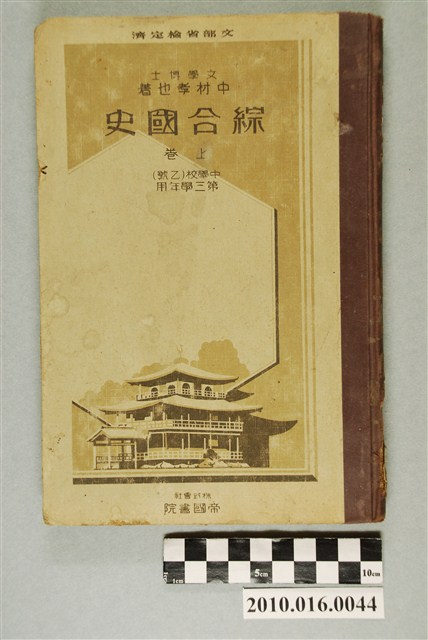 文部省檢定濟
文學博士
中村孝也著
綜合國史
上卷
中學校(乙號)
第三學年用
株式會社
帝國書院
1cm 5cm 10cm
2010.016.0044